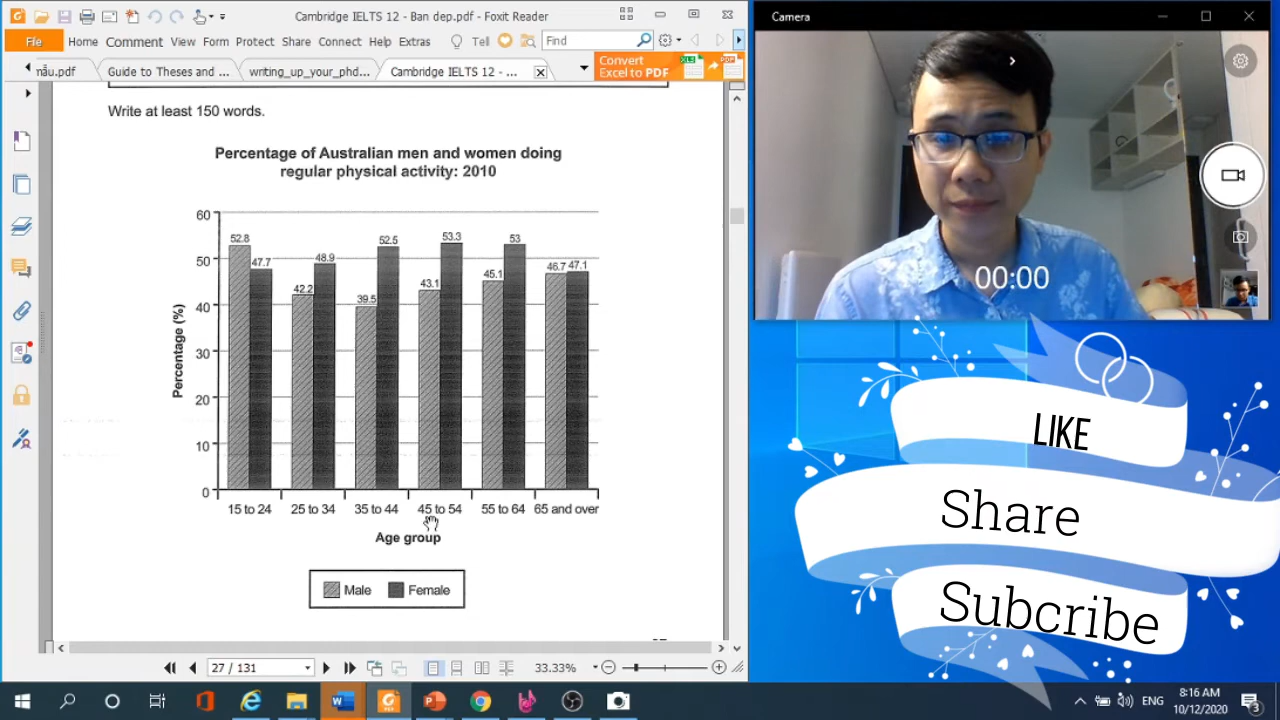 Cambridge IELTS 12 - Ban dep.pdf - Foxit Reader
File Home Comment View Form Protect Share Connect Help Extras Tell Find
mẫu.pdf Guide to Theses and ... writing_up_your_phd... Cambridge IELTS 12 - ...
Convert
Excel to PDF
Write at least 150 words.
Percentage of Australian men and women doing
regular physical activity: 2010
Percentage (%)
60
50
40
30
20
10
0
52.8 47.7 42.2 48.9 39.5 52.5 43.1 53.3 45.1 53 46.7 47.1
15 to 24 25 to 34 35 to 44 45 to 54 55 to 64 65 and over
Age group
Male Female
27 / 131 33.33%
Camera
00:00
LIKE
Share
Subcribe
ENG
8:16 AM
10/12/2020
3